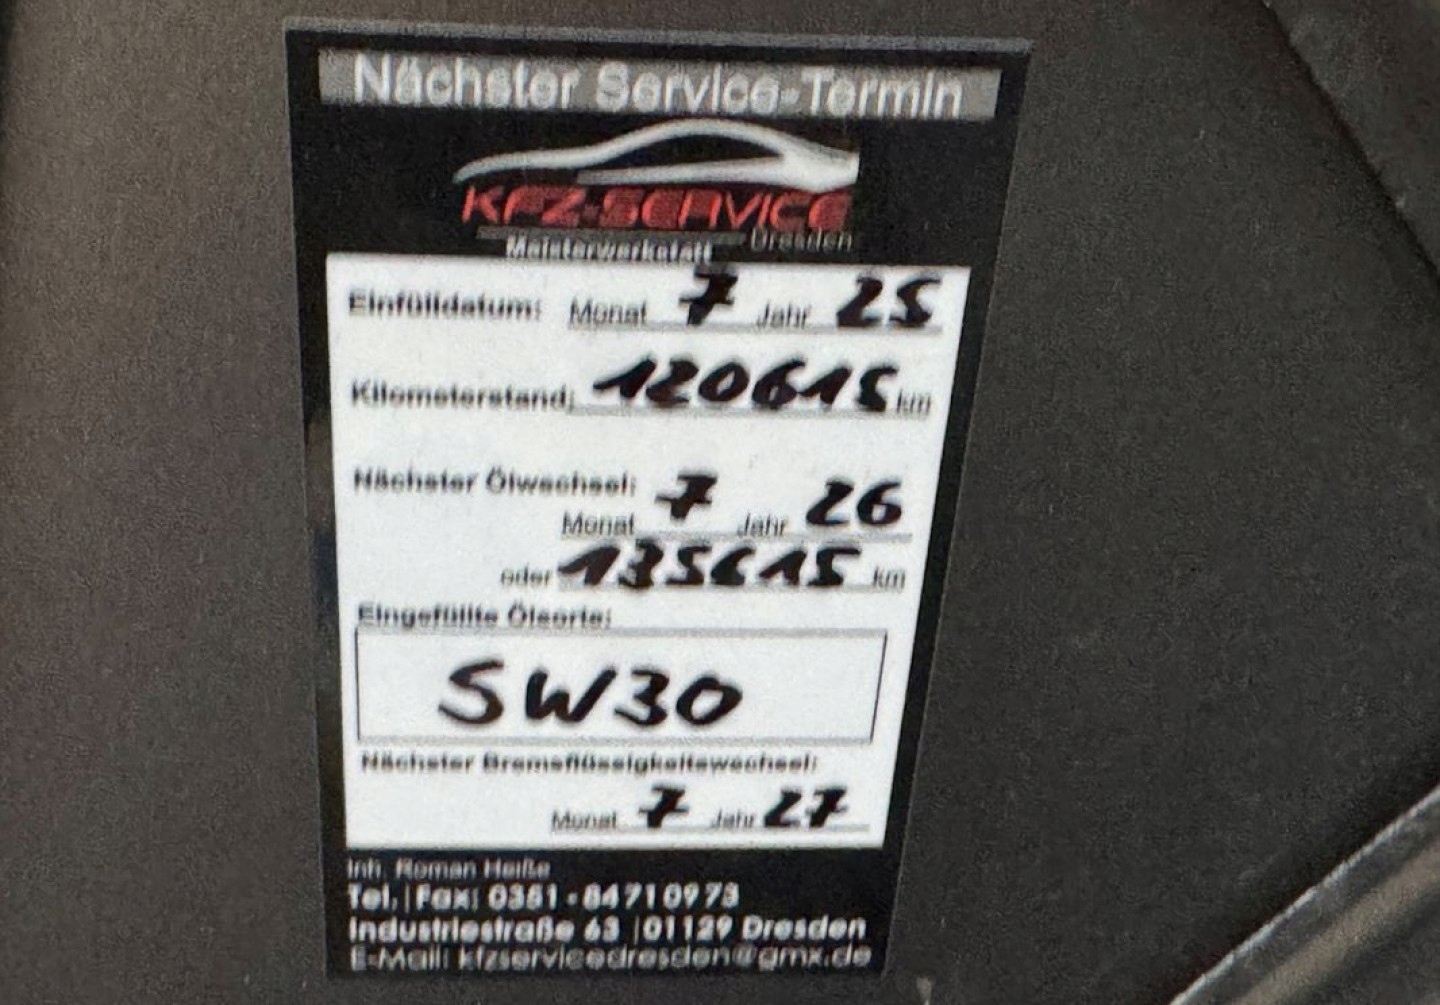 Nächster Service-Termin
KFZ-SERVICE
Meisterwerkstatt Dresden
Einfülldatum: Monat 7 Jahr 25
Kilometerstand: 120615 km
Nächster Ölwechsel:
Monat 7 Jahr 26
oder 135615 km
Eingefüllte Ölsorte:
5W30
Nächster Bremsflüssigkeitswechsel:
Monat 7 Jahr 27
Inh. Roman Heiße
Tel. | Fax: 0351 - 84710973
Industriestraße 63 | 01129 Dresden
E-Mail: kfzservicedresden@gmx.de